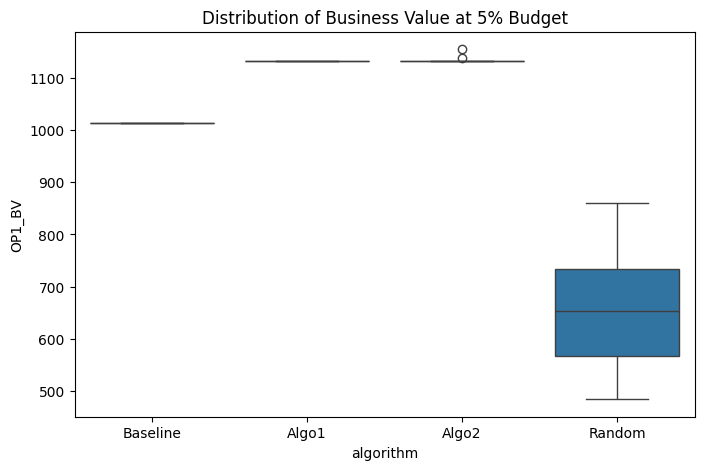 Distribution of Business Value at 5% Budget
OP1_BV
1100
1000
900
800
700
600
500
Baseline
Algo1
Algo2
Random
algorithm